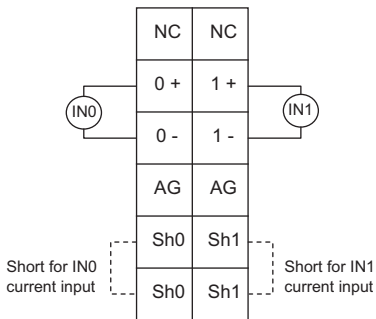 NC NC
0 + 1 +
IN0 IN1
0 - 1 -
AG AG
Sh0 Sh1
Short for IN0
current input
Short for IN1
current input
Sh0 Sh1